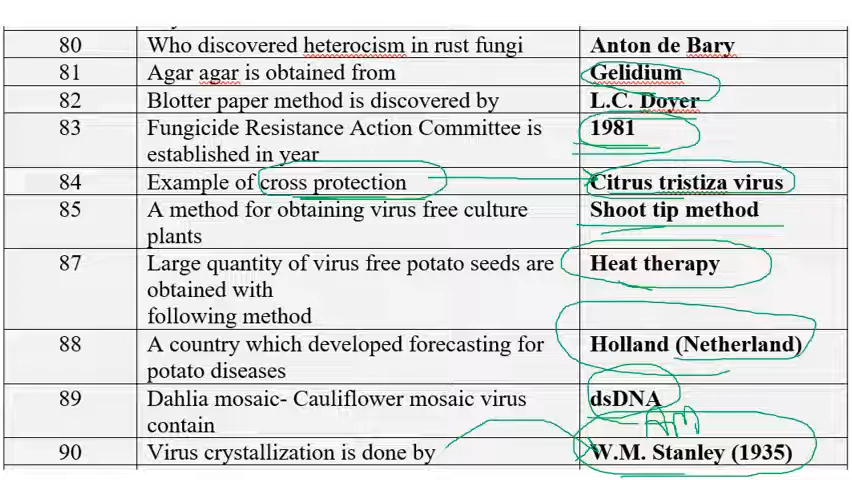 80 Who discovered heterocism in rust fungi Anton de Bary
81 Agar agar is obtained from Gelidium
82 Blotter paper method is discovered by L.C. Doyer
83 Fungicide Resistance Action Committee is 1981
established in year
84 Example of cross protection Citrus tristiza virus
85 A method for obtaining virus free culture Shoot tip method
plants
87 Large quantity of virus free potato seeds are Heat therapy
obtained with
following method
88 A country which developed forecasting for Holland (Netherland)
potato diseases
89 Dahlia mosaic- Cauliflower mosaic virus dsDNA
contain
90 Virus crystallization is done by W.M. Stanley (1935)